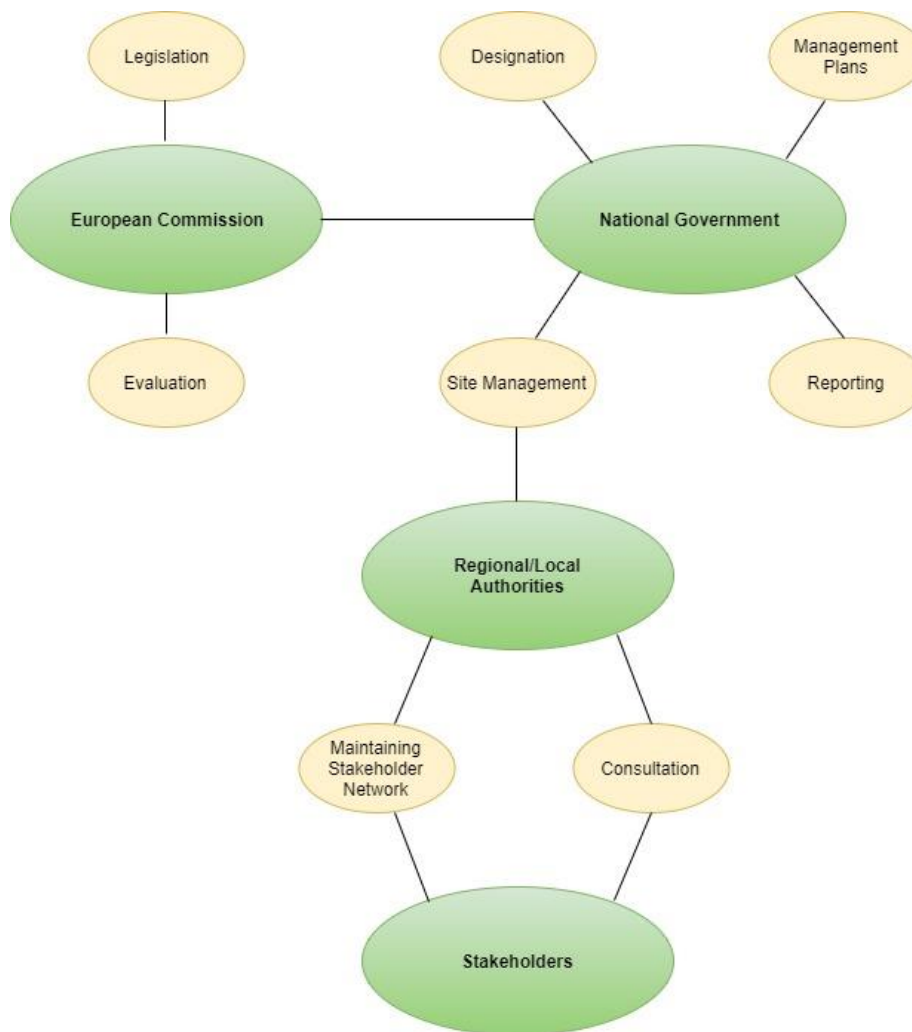 Legislation
Designation
Management
Plans
European Commission
National Government
Evaluation
Site Management
Reporting
Regional/Local
Authorities
Maintaining
Stakeholder
Network
Consultation
Stakeholders